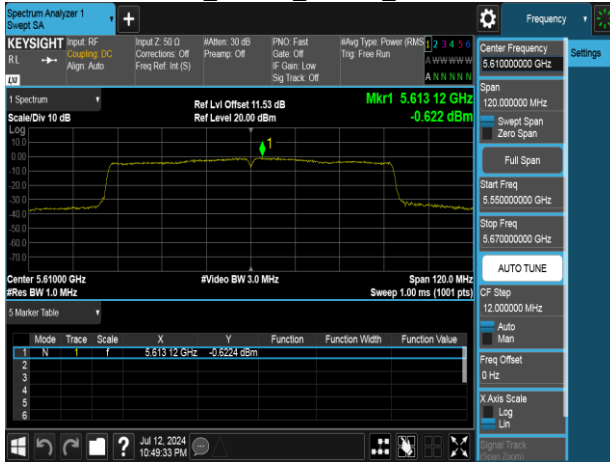 Spectrum Analyzer 1
Swept SA
+
Frequency
KEYSIGHT
RL
LXI
Input: RF
Coupling: DC
Align: Auto
Input Z: 50 Ω
Corrections: Off
Freq Ref: Int (S)
#Atten: 30 dB
Preamp: Off
PNO: Fast
Gate: Off
IF Gain: Low
Sig Track: Off
#Avg Type: Power (RMS
Trig: Free Run
1 2 3 4 5 6
A W W W W W
A N N N N N
1 Spectrum
Scale/Div 10 dB
Ref Lvl Offset 11.53 dB
Ref Level 20.00 dBm
Mkr1 5.613 12 GHz
-0.622 dBm
Log
10.0
0.00
-10.0
-20.0
-30.0
-40.0
-50.0
-60.0
-70.0
1
Center 5.61000 GHz
#Res BW 1.0 MHz
#Video BW 3.0 MHz
Span 120.0 MHz
Sweep 1.00 ms (1001 pts)
5 Marker Table
Mode Trace Scale X Y Function Function Width Function Value
1 N 1 f 5.613 12 GHz -0.6224 dBm
2
3
4
5
6
Center Frequency
5.610000000 GHz
Settings
Span
120.000000 MHz
Swept Span
Zero Span
Full Span
Start Freq
5.550000000 GHz
Stop Freq
5.670000000 GHz
AUTO TUNE
CF Step
12.000000 MHz
Auto
Man
Freq Offset
0 Hz
X Axis Scale
Log
Lin
Signal Track
(Span Zoom)
?
Jul 12, 2024
10:49:33 PM